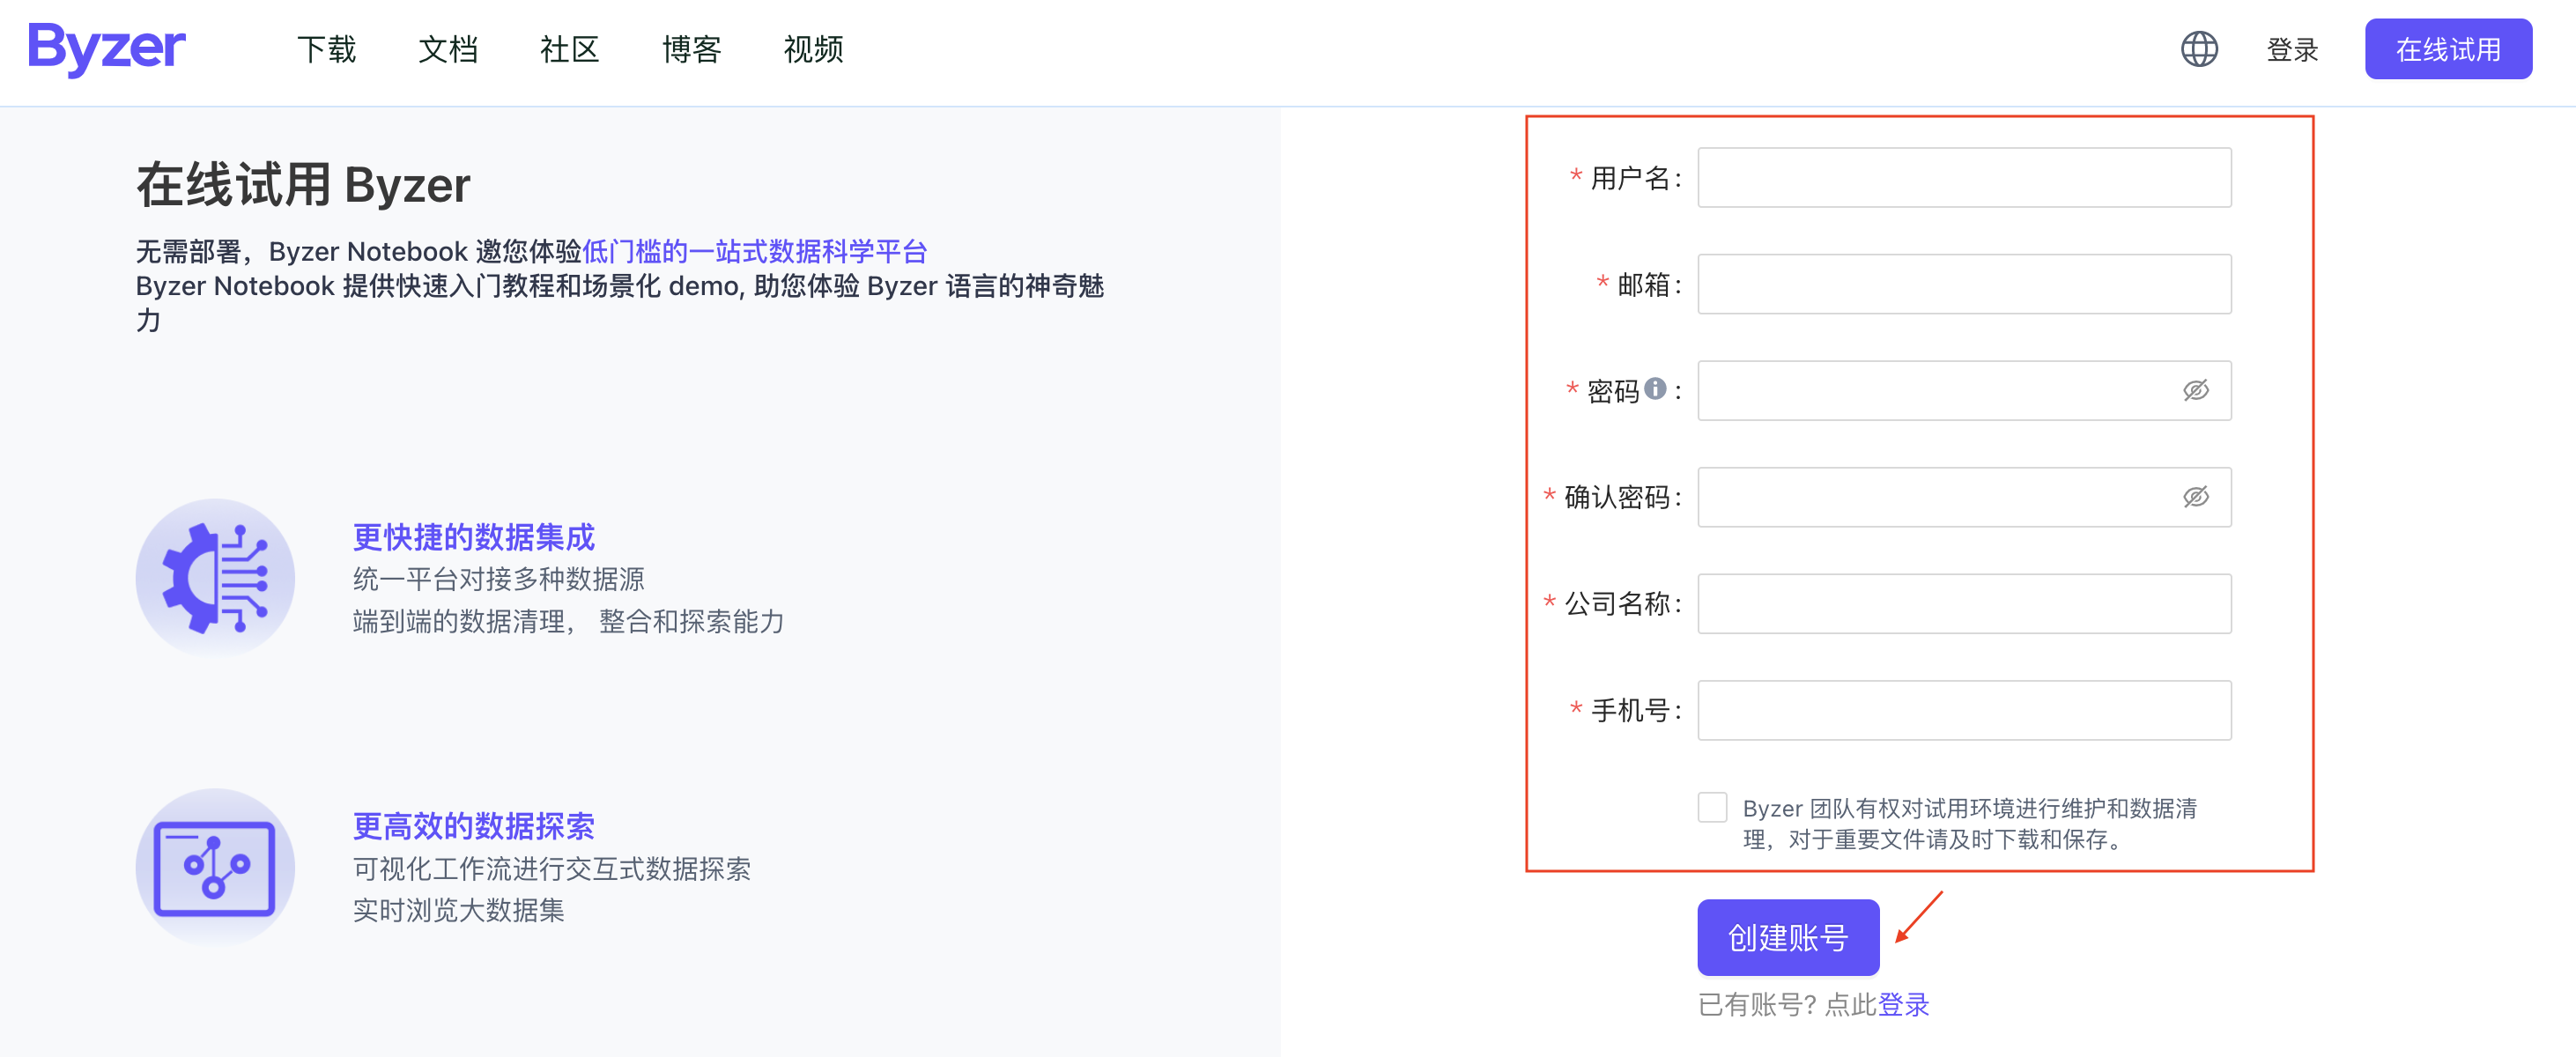 Byzer
下载
文档
社区
博客
视频
登录
在线试用
在线试用 Byzer
无需部署，Byzer Notebook 邀您体验低门槛的一站式数据科学平台
Byzer Notebook 提供快速入门教程和场景化 demo, 助您体验 Byzer 语言的神奇魅
力
更快捷的数据集成
统一平台对接多种数据源
端到端的数据清理， 整合和探索能力
更高效的数据探索
可视化工作流进行交互式数据探索
实时浏览大数据集
* 用户名:
* 邮箱:
* 密码 :
* 确认密码:
* 公司名称:
* 手机号:
Byzer 团队有权对试用环境进行维护和数据清
理，对于重要文件请及时下载和保存。
创建账号
已有账号? 点此登录